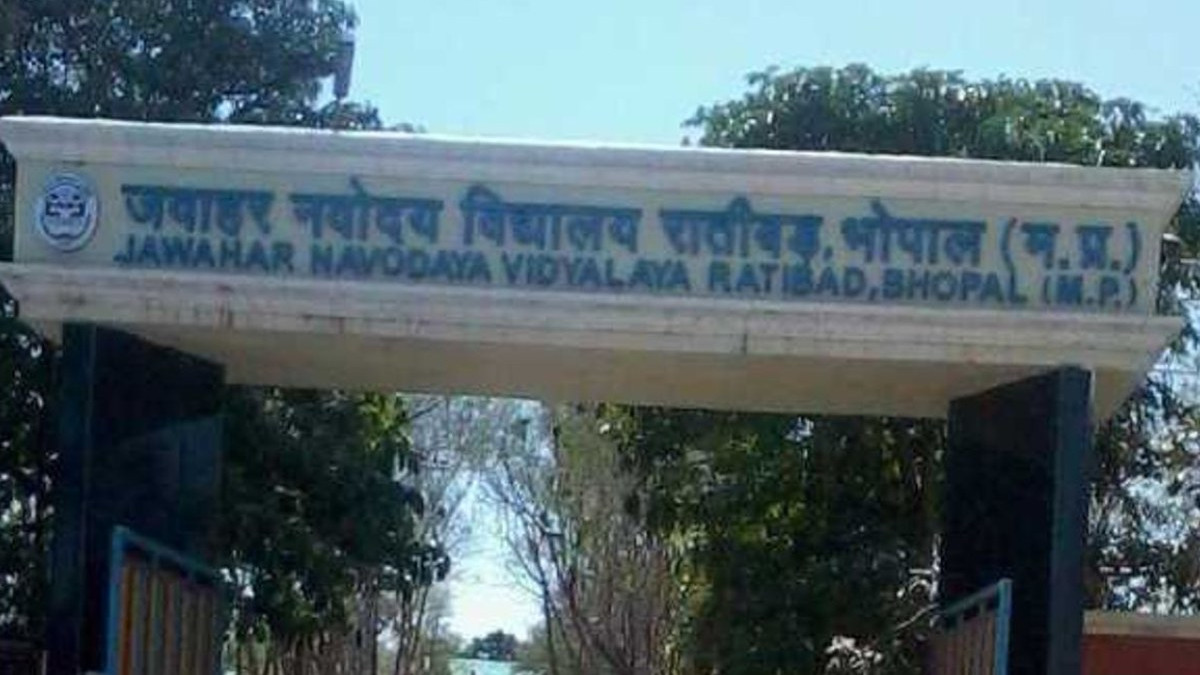 जवाहर नवोदय विद्यालय रातीबड़, भोपाल (म.प्र.)
JAWAHAR NAVODAYA VIDYALAYA RATIBAD, BHOPAL (M.P.)